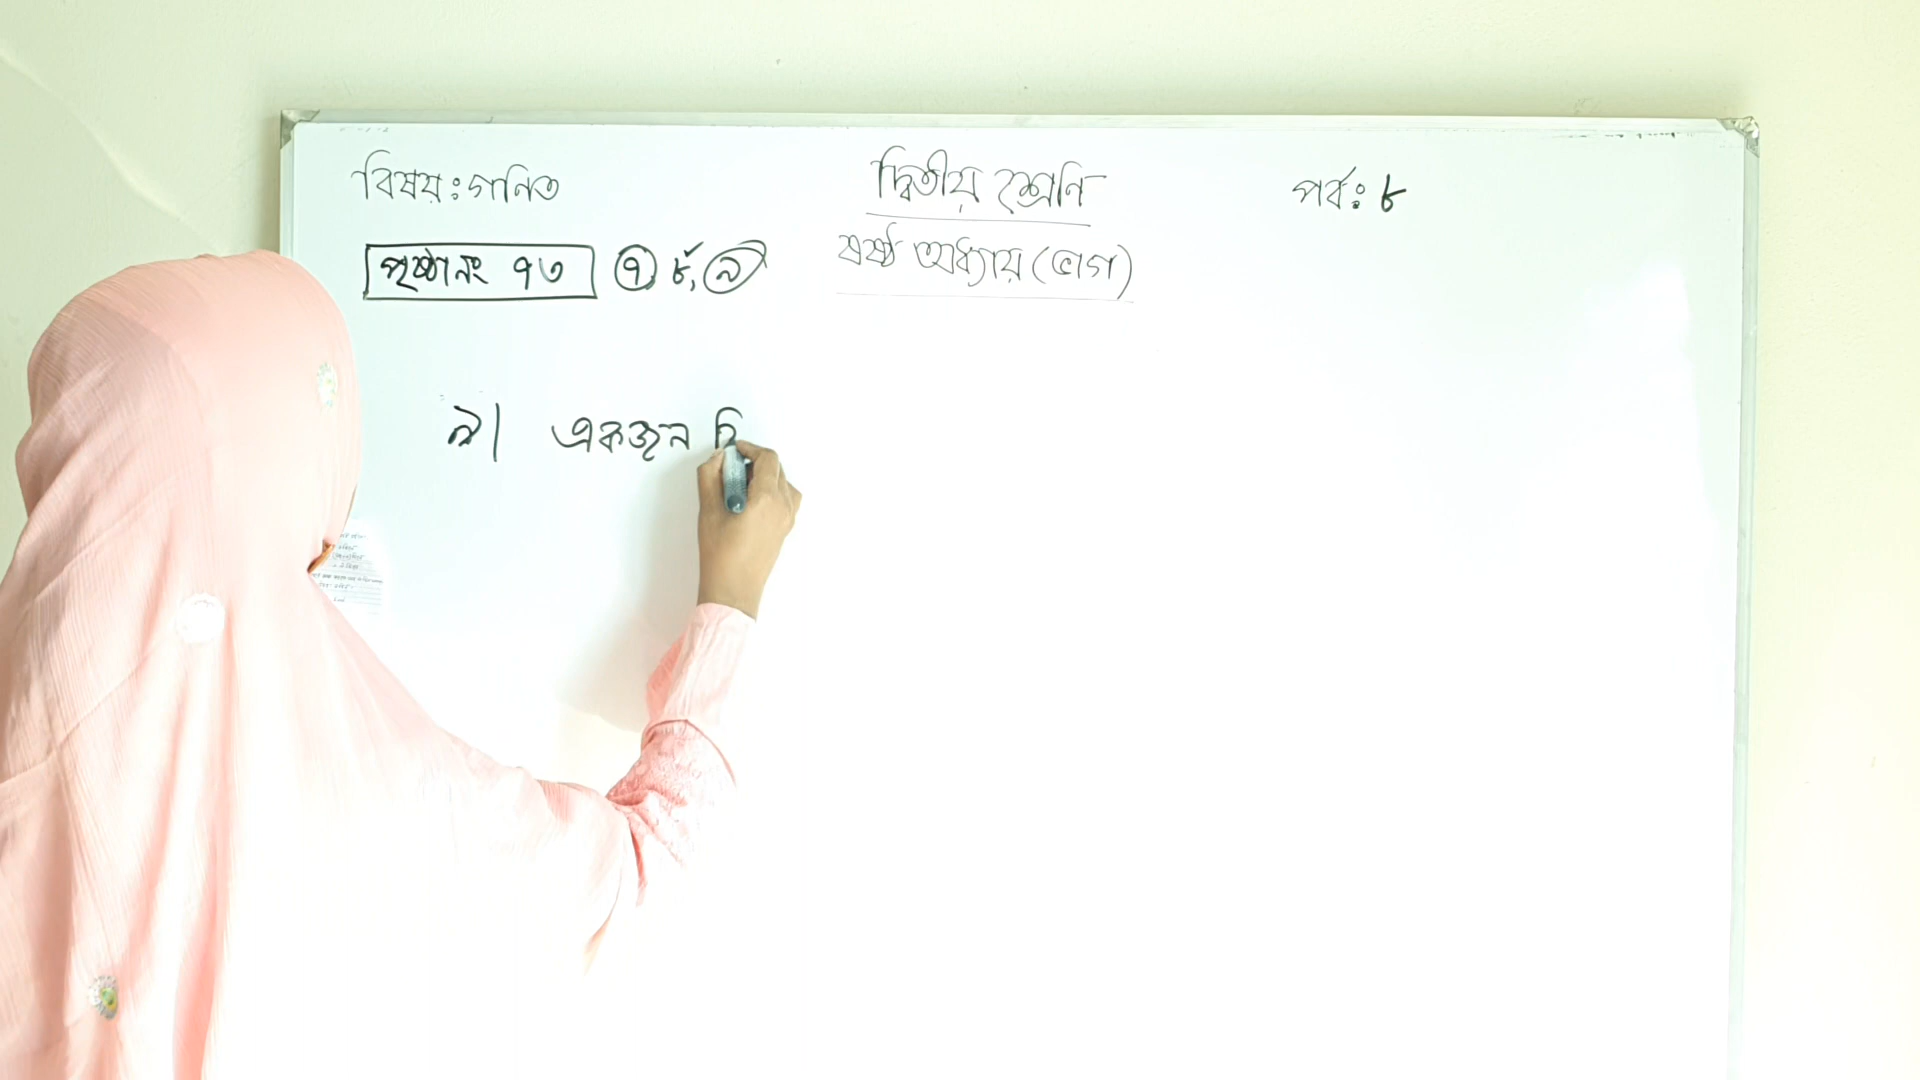 বিষয়ঃ গনিত
দ্বিতীয় শ্রেণি
পর্বঃ ৮
ষষ্ঠ অধ্যায় (ভাগ)
পৃষ্ঠা নং ৭৩ ৭ ৮, ৯
৯। একজন